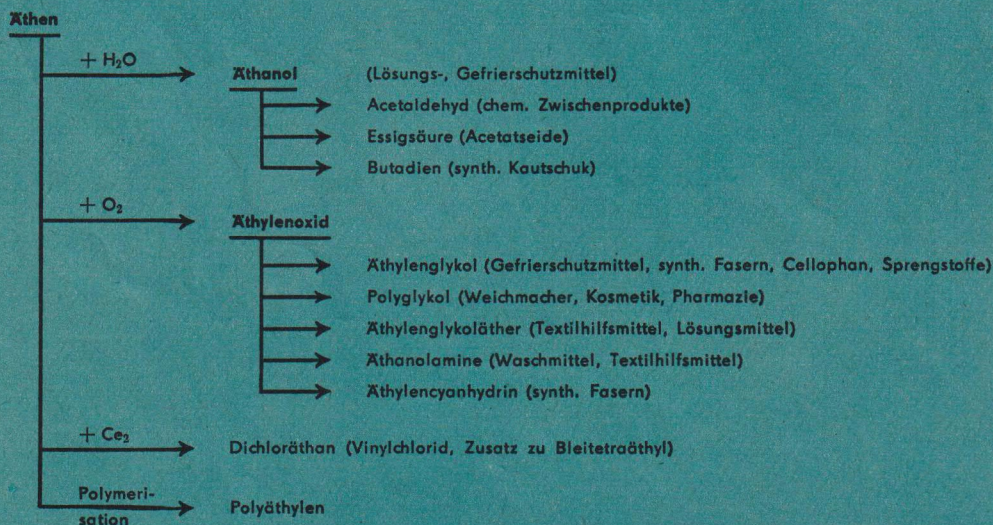 Äthen
+ H₂O
Äthanol (Lösungs-, Gefrierschutzmittel)
Acetaldehyd (chem. Zwischenprodukte)
Essigsäure (Acetatseide)
Butadien (synth. Kautschuk)
+ O₂
Äthylenoxid
Äthylenglykol (Gefrierschutzmittel, synth. Fasern, Cellophan, Sprengstoffe)
Polyglykol (Weichmacher, Kosmetik, Pharmazie)
Äthylenglykoläther (Textilhilfsmittel, Lösungsmittel)
Äthanolamine (Waschmittel, Textilhilfsmittel)
Äthylencyanhydrin (synth. Fasern)
+ Ce₂
Dichloräthan (Vinylchlorid, Zusatz zu Bleitetraäthyl)
Polymeri-
sation
Polyäthylen